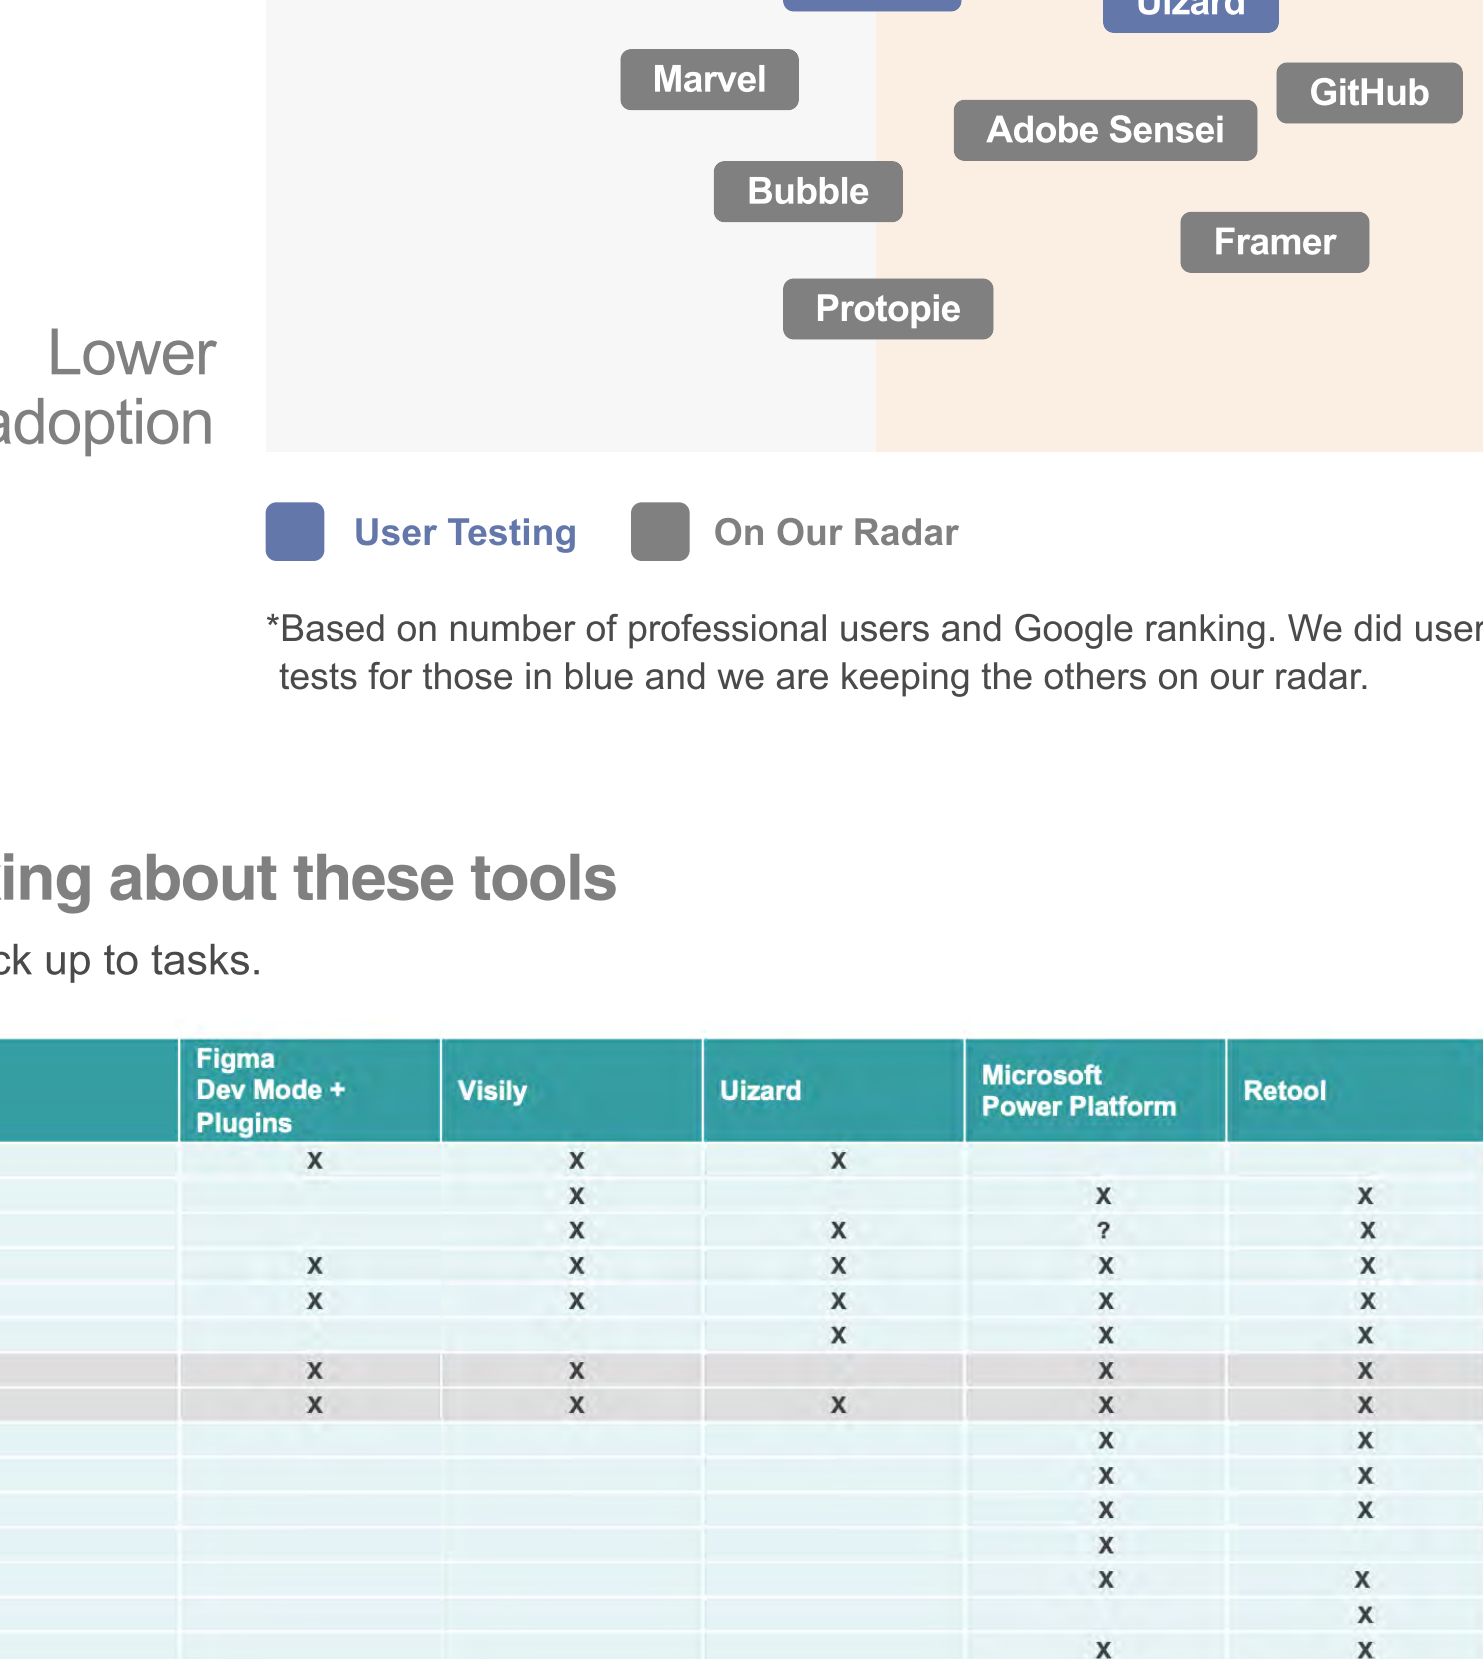 Uizard
Marvel
GitHub
Adobe Sensei
Bubble
Framer
Protopie
Lower
adoption
User Testing On Our Radar
*Based on number of professional users and Google ranking. We did user
tests for those in blue and we are keeping the others on our radar.
about these tools
up to tasks.
Figma
Dev Mode +
Plugins
Visily
Uizard
Microsoft
Power Platform
Retool
X X X
X X X
X X ? X
X X X X X
X X X X X
X X X
X X X X
X X X X X
X X
X X
X X
X
X X
X
X X